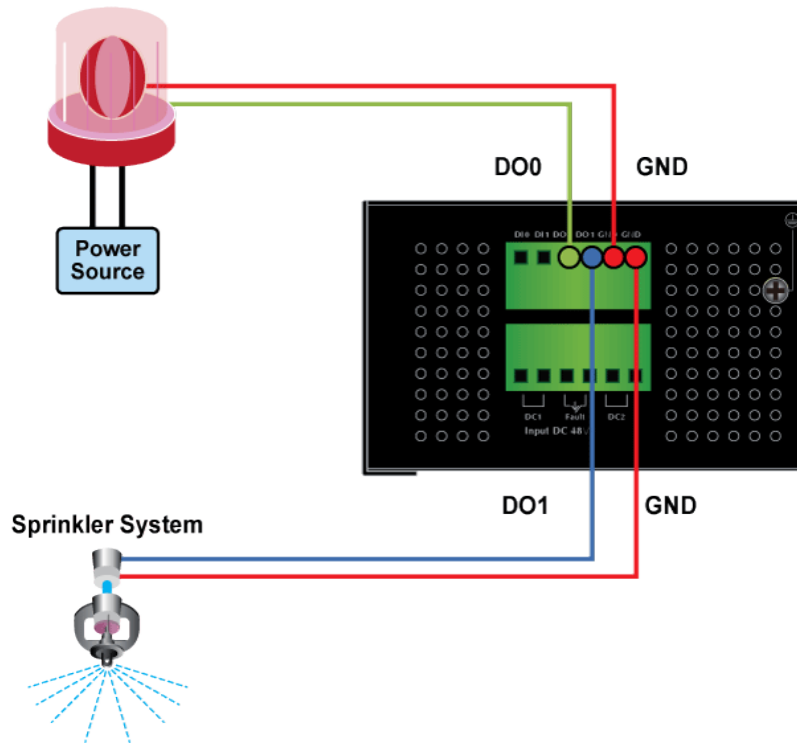 DO0 GND
Power
Source
DI0 DI1 DO0 DO1 GND GND
DC1 Fault DC2
Input DC 48V
DO1 GND
Sprinkler System